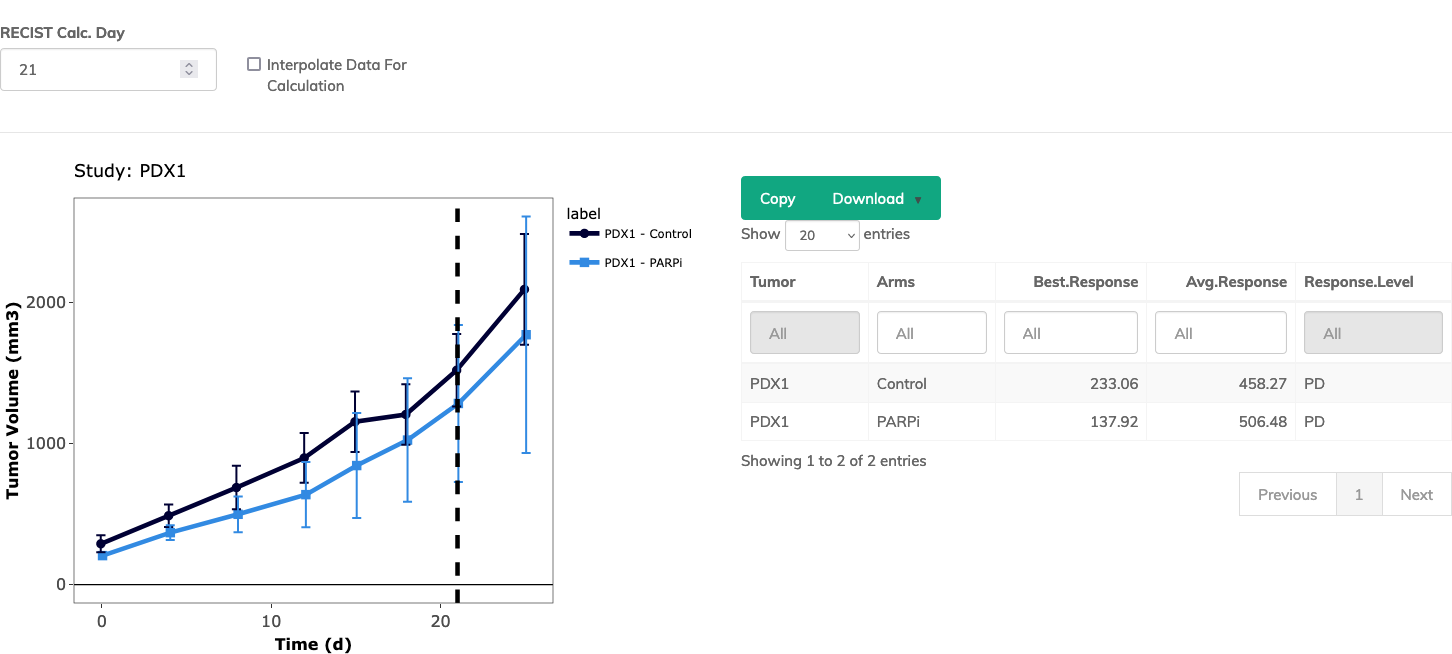 RECIST Calc. Day
21
Interpolate Data For
Calculation
Study: PDX1
Tumor Volume (mm3)
2000
1000
0
0 10 20
Time (d)
label
PDX1 - Control
PDX1 - PARPi
Copy Download ▼
Show 20 entries
Tumor Arms Best.Response Avg.Response Response.Level
All All All All All
PDX1 Control 233.06 458.27 PD
PDX1 PARPi 137.92 506.48 PD
Showing 1 to 2 of 2 entries
Previous 1 Next